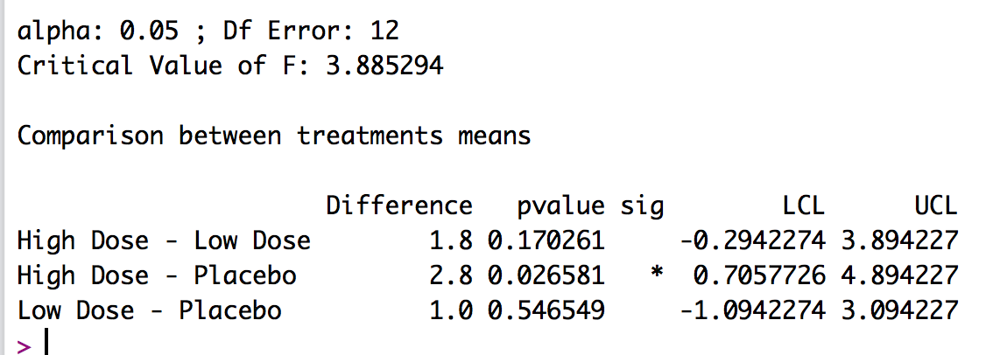 alpha: 0.05 ; Df Error: 12
Critical Value of F: 3.885294
Comparison between treatments means
Difference pvalue sig LCL UCL
High Dose - Low Dose 1.8 0.170261 -0.2942274 3.894227
High Dose - Placebo 2.8 0.026581 * 0.7057726 4.894227
Low Dose - Placebo 1.0 0.546549 -1.0942274 3.094227
>